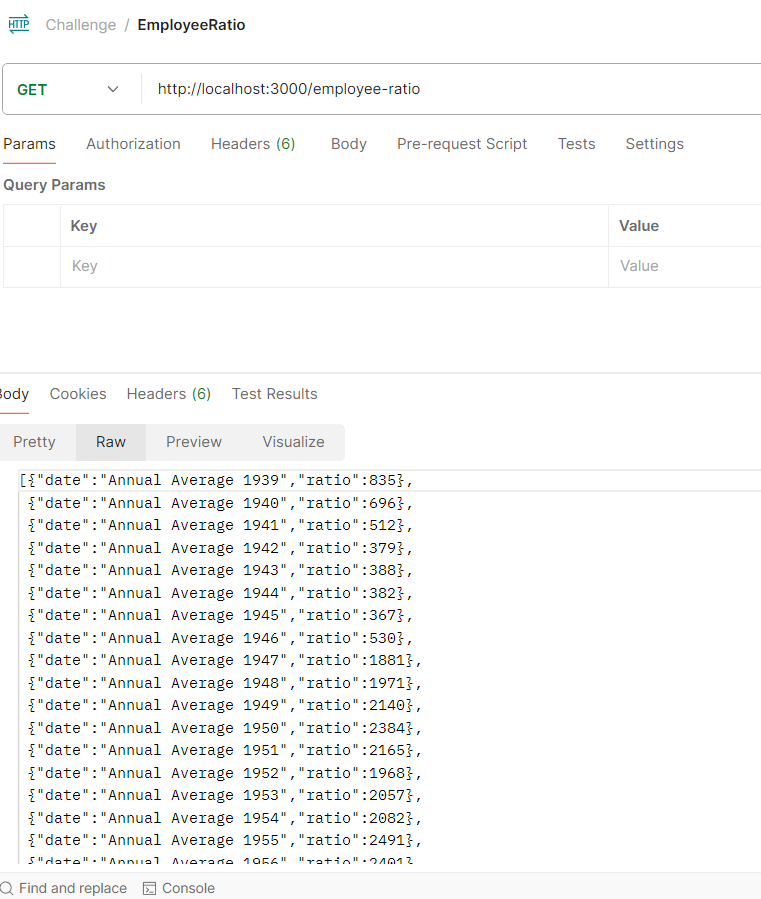 HTTP Challenge / EmployeeRatio
GET http://localhost:3000/employee-ratio
Params Authorization Headers (6) Body Pre-request Script Tests Settings
Query Params
Key Value
Key Value
Body Cookies Headers (6) Test Results
Pretty Raw Preview Visualize
[{"date":"Annual Average 1939","ratio":835},
{"date":"Annual Average 1940","ratio":696},
{"date":"Annual Average 1941","ratio":512},
{"date":"Annual Average 1942","ratio":379},
{"date":"Annual Average 1943","ratio":388},
{"date":"Annual Average 1944","ratio":382},
{"date":"Annual Average 1945","ratio":367},
{"date":"Annual Average 1946","ratio":530},
{"date":"Annual Average 1947","ratio":1881},
{"date":"Annual Average 1948","ratio":1971},
{"date":"Annual Average 1949","ratio":2140},
{"date":"Annual Average 1950","ratio":2384},
{"date":"Annual Average 1951","ratio":2165},
{"date":"Annual Average 1952","ratio":1968},
{"date":"Annual Average 1953","ratio":2057},
{"date":"Annual Average 1954","ratio":2082},
{"date":"Annual Average 1955","ratio":2491},
{"date":"Annual Average 1956","ratio":2401},
Find and replace Console